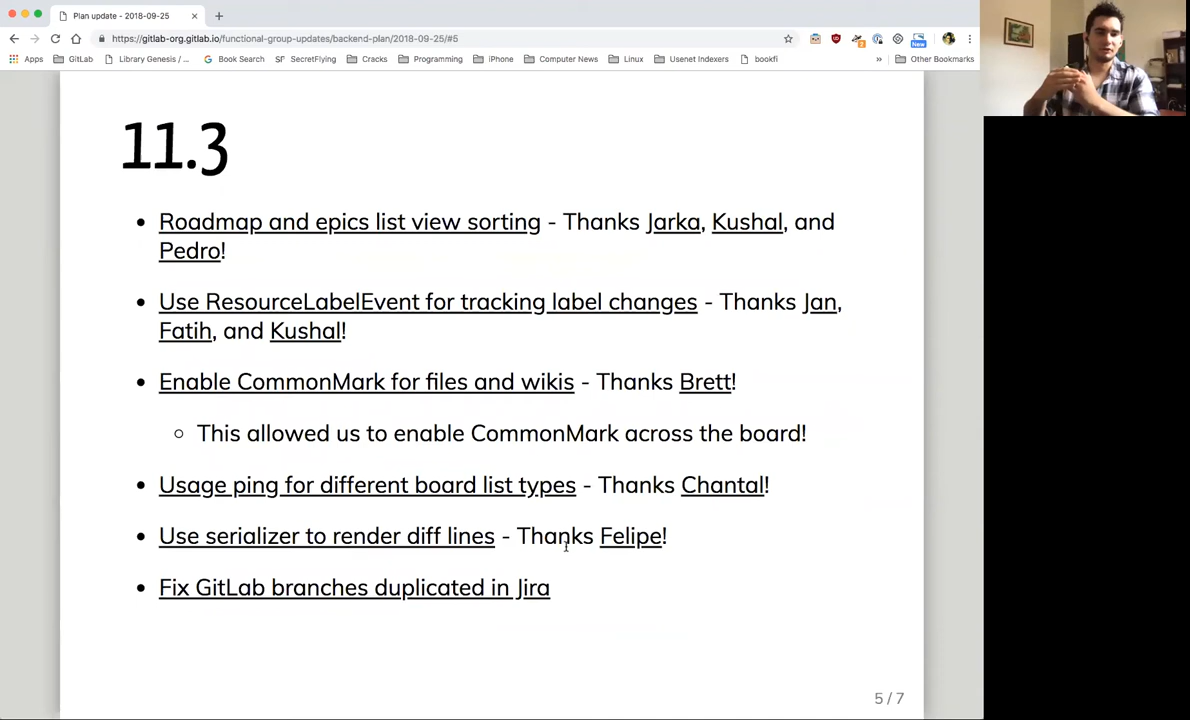 Plan update - 2018-09-25
https://gitlab-org.gitlab.io/functional-group-updates/backend-plan/2018-09-25/#5
New
Apps GitLab Library Genesis /... Book Search SecretFlying Cracks Programming iPhone Computer News Linux Usenet Indexers bookfi » Other Bookmarks
11.3
• Roadmap and epics list view sorting - Thanks Jarka, Kushal, and
Pedro!
• Use ResourceLabelEvent for tracking label changes - Thanks Jan,
Fatih, and Kushal!
• Enable CommonMark for files and wikis - Thanks Brett!
○ This allowed us to enable CommonMark across the board!
• Usage ping for different board list types - Thanks Chantal!
• Use serializer to render diff lines - Thanks Felipe!
• Fix GitLab branches duplicated in Jira
5 / 7